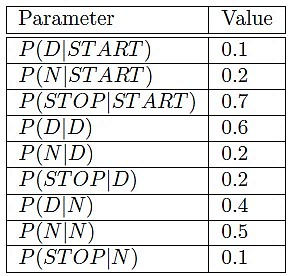 Parameter Value
P(D|START) 0.1
P(N|START) 0.2
P(STOP|START) 0.7
P(D|D) 0.6
P(N|D) 0.2
P(STOP|D) 0.2
P(D|N) 0.4
P(N|N) 0.5
P(STOP|N) 0.1